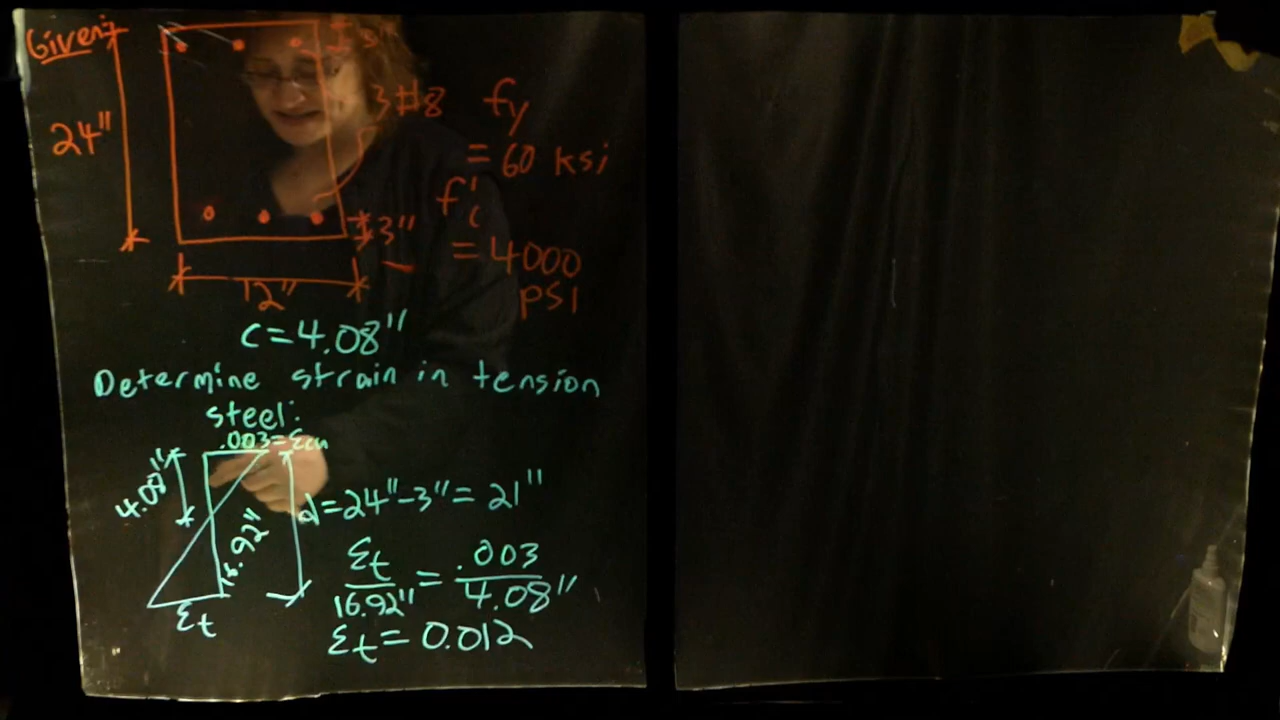 Given:
24"
3#8
fy
= 60 ksi
f'c
= 4000
psi
3"
12"
c=4.08"
Determine strain in tension
steel:
.003=εcu
4.08"
16.92"
d=24"-3"=21"
εt/16.92" = .003/4.08"
εt
εt=0.012